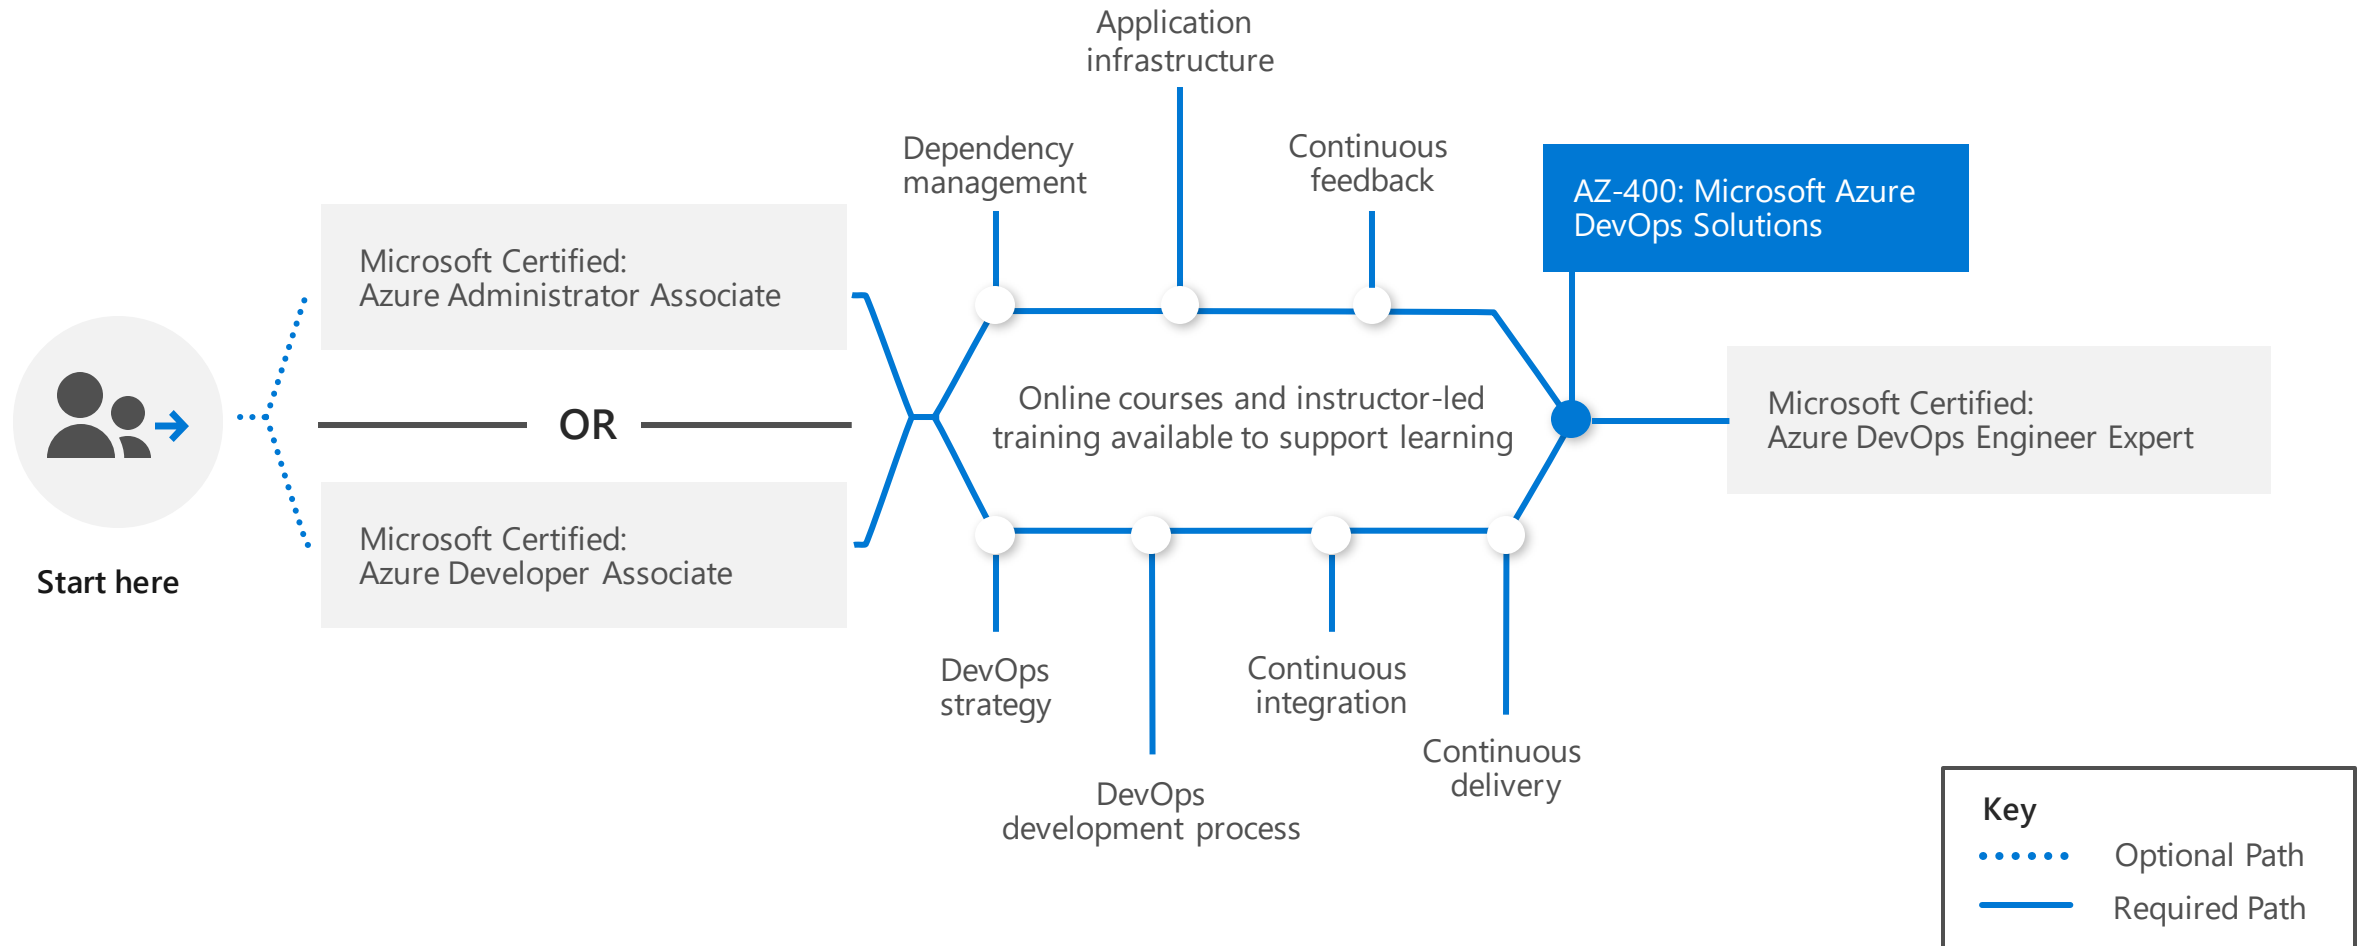 Start here
Microsoft Certified:
Azure Administrator Associate
OR
Microsoft Certified:
Azure Developer Associate
Dependency
management
Application
infrastructure
Continuous
feedback
Online courses and instructor-led
training available to support learning
DevOps
strategy
DevOps
development process
Continuous
integration
Continuous
delivery
AZ-400: Microsoft Azure
DevOps Solutions
Microsoft Certified:
Azure DevOps Engineer Expert
Key
Optional Path
Required Path